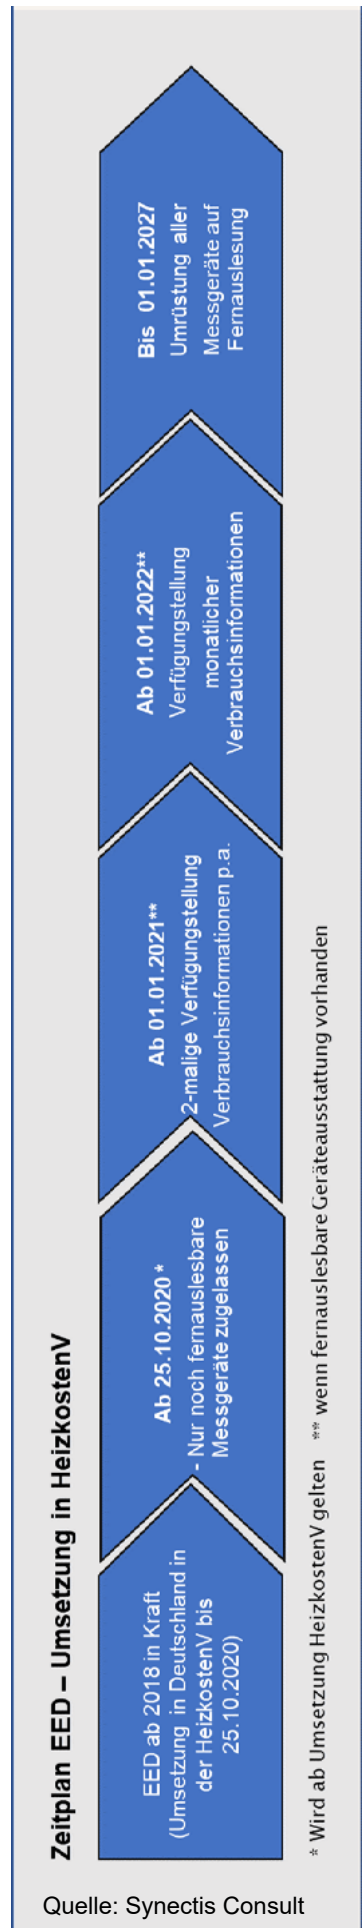 Zeitplan EED – Umsetzung in HeizkostenV
EED ab 2018 in Kraft
(Umsetzung in Deutschland in
der HeizkostenV bis
25.10.2020)
Ab 25.10.2020 *
- Nur noch fernauslesbare
Messgeräte zugelassen
Ab 01.01.2021**
2-malige Verfügungstellung
Verbrauchsinformationen p.a.
Ab 01.01.2022**
Verfügungstellung
monatlicher
Verbrauchsinformationen
Bis 01.01.2027
Umrüstung aller
Messgeräte auf
Fernauslesung
* Wird ab Umsetzung HeizkostenV gelten ** wenn fernauslesbare Geräteausstattung vorhanden
Quelle: Synectis Consult